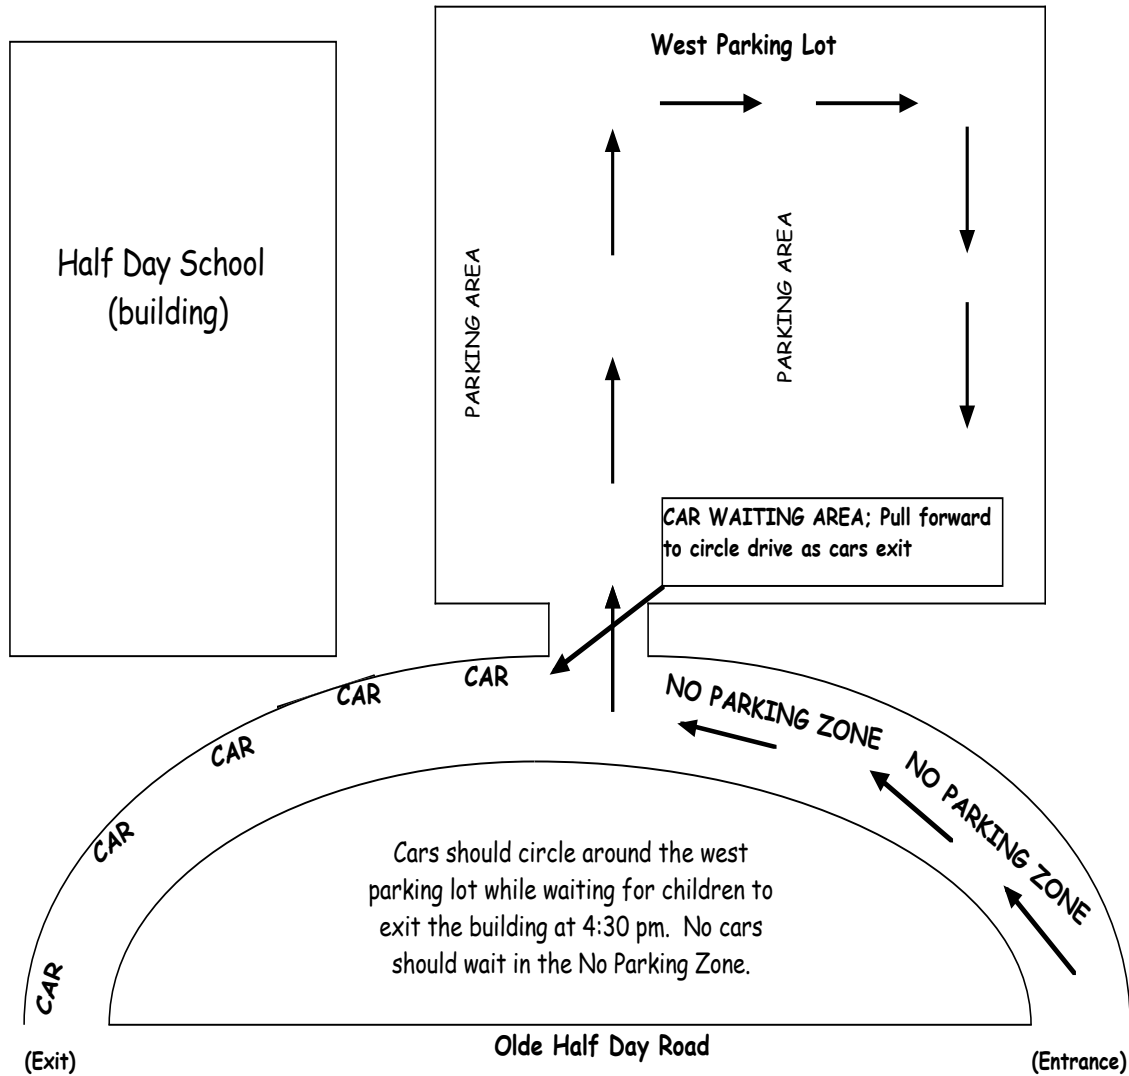 West Parking Lot
Half Day School
(building)
PARKING AREA
PARKING AREA
CAR WAITING AREA; Pull forward
to circle drive as cars exit
CAR
CAR
CAR
CAR
CAR
NO PARKING ZONE
NO PARKING ZONE
Cars should circle around the west
parking lot while waiting for children to
exit the building at 4:30 pm.  No cars
should wait in the No Parking Zone.
(Exit)
Olde Half Day Road
(Entrance)